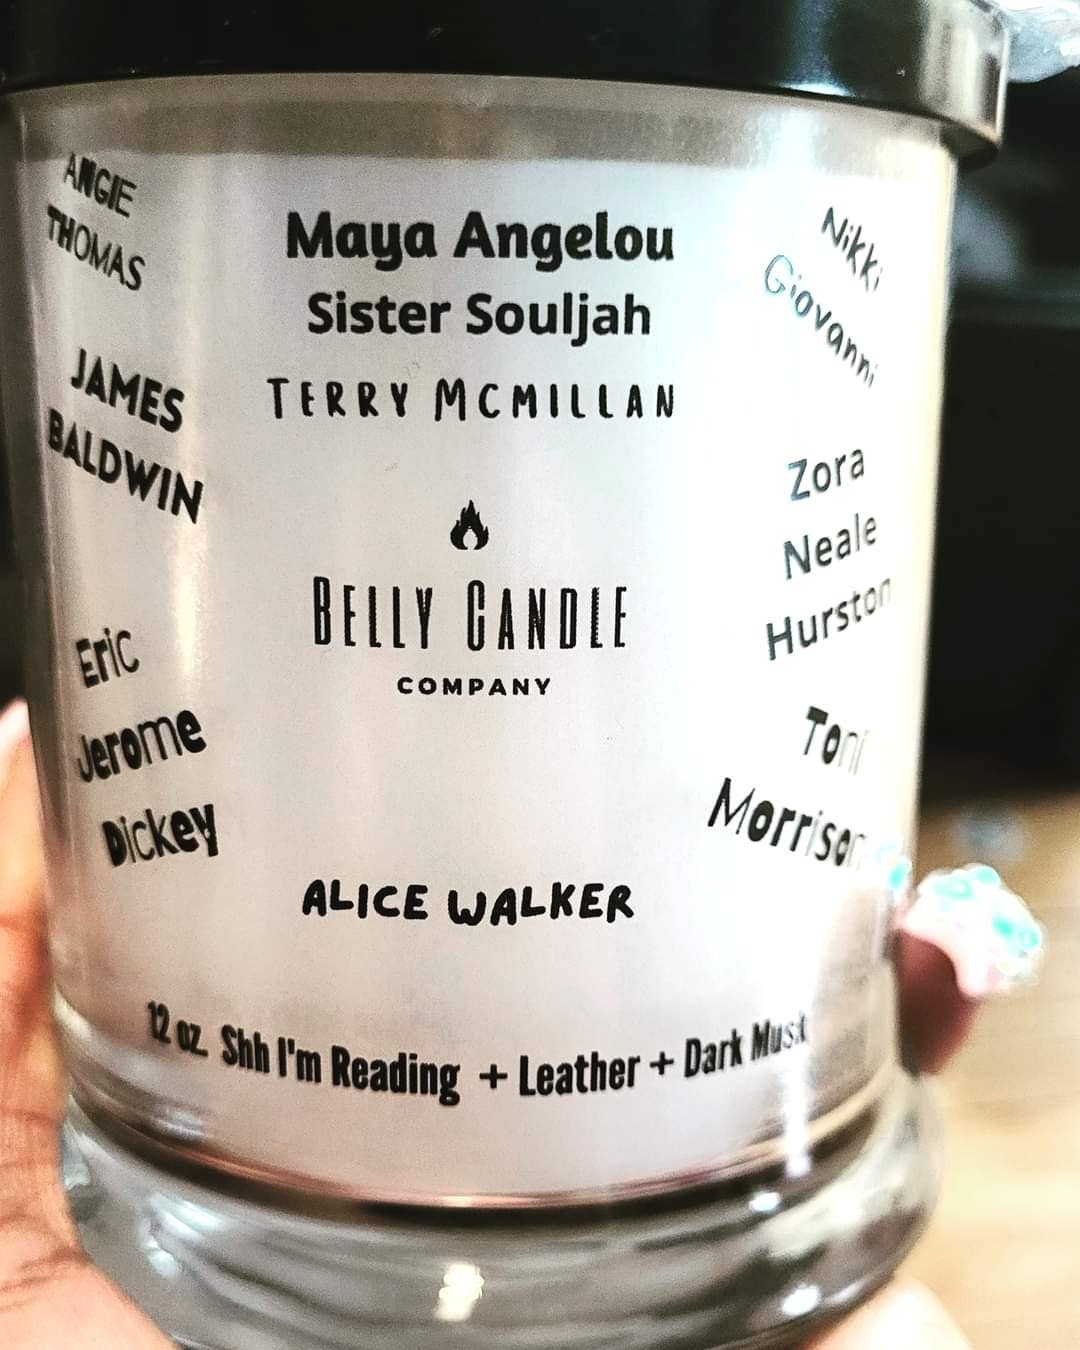 ANGIE
THOMAS
JAMES
BALDWIN
Eric
Jerome
Dickey
Maya Angelou
Sister Souljah
TERRY MCMILLAN
BELLY CANDLE
COMPANY
ALICE WALKER
Nikki
Giovanni
Zora
Neale
Hurston
Toni
Morrison
12 oz. Shh I'm Reading + Leather + Dark Musk